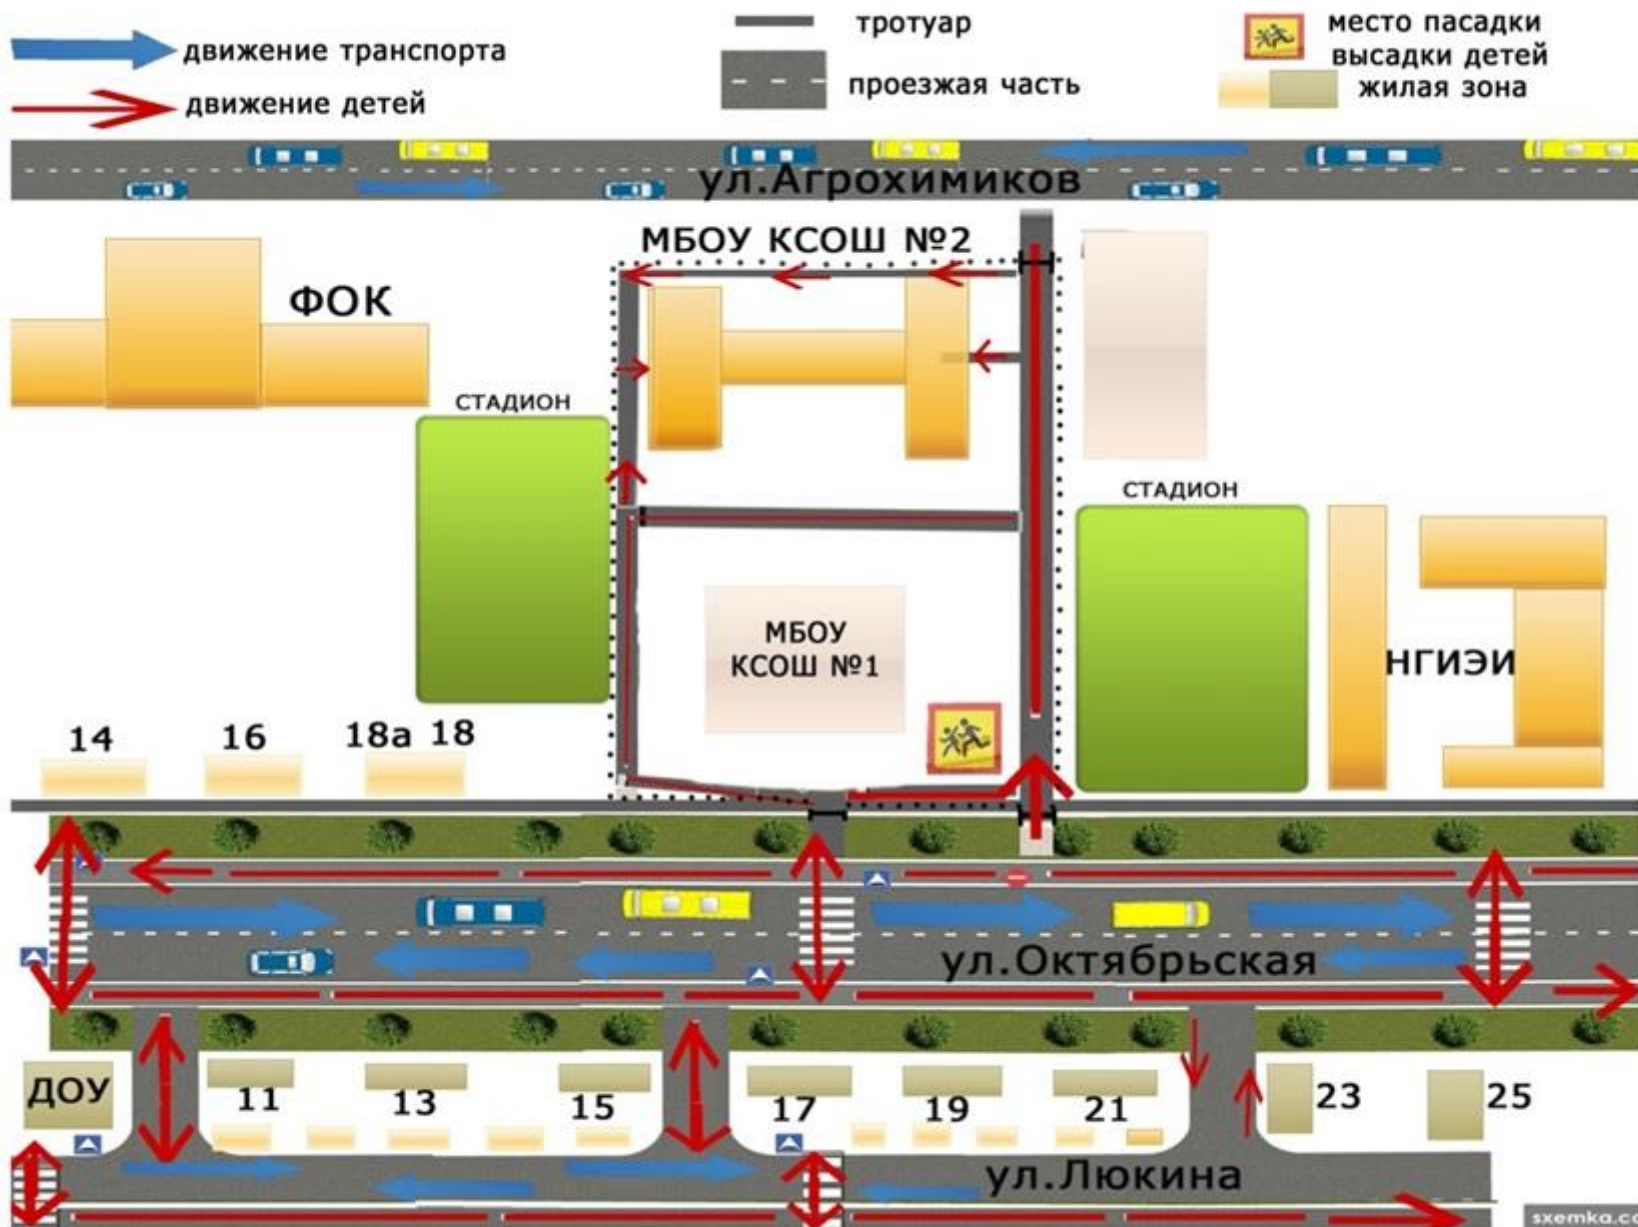 движение транспорта
движение детей
тротуар
проезжая часть
место пасадки
высадки детей
жилая зона
ул.Агрохимиков
МБОУ КСОШ №2
ФОК
СТАДИОН
СТАДИОН
МБОУ
КСОШ №1
НГИЭИ
14
16
18а
18
ул.Октябрьская
ДОУ
11
13
15
17
19
21
23
25
ул.Люкина